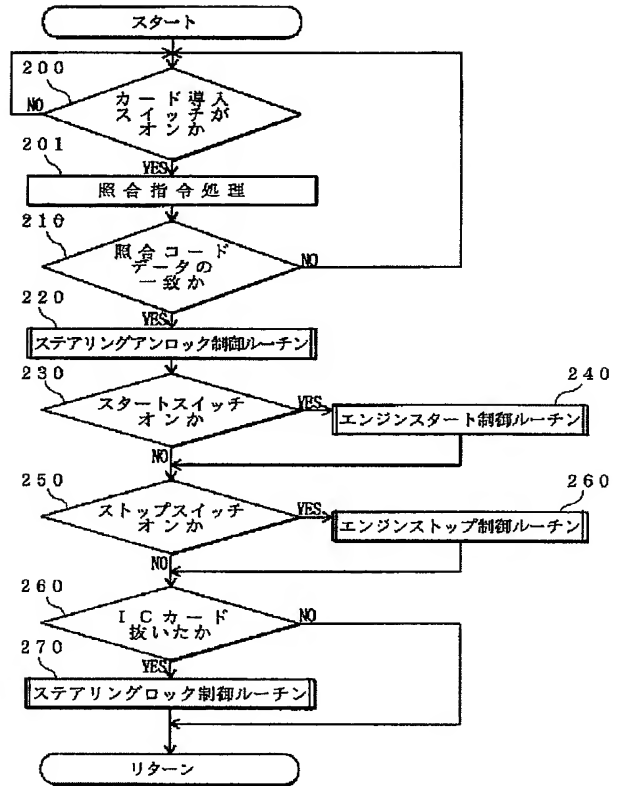 スタート
200
カード導入
スイッチが
オンか
NO
YES
201
照合指令処理
210
照合コード
データの
一致か
NO
YES
220
ステアリングアンロック制御ルーチン
230
スタートスイッチ
オンか
YES
240
エンジンスタート制御ルーチン
NO
250
ストップスイッチ
オンか
YES
260
エンジンストップ制御ルーチン
NO
260
ICカード
抜いたか
NO
YES
270
ステアリングロック制御ルーチン
リターン